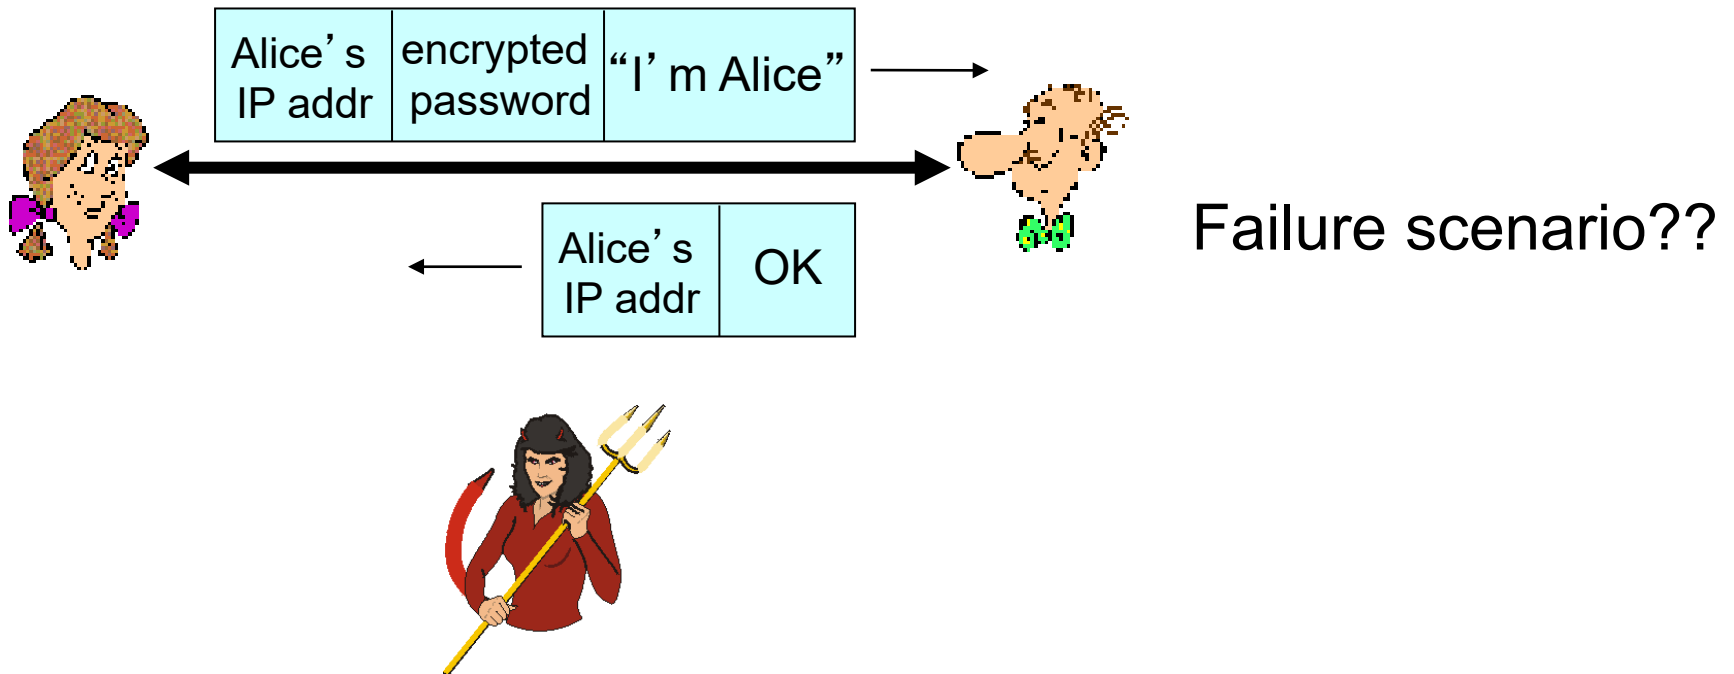 Alice’s
IP addr
encrypted
password
“I’m Alice”
Alice’s
IP addr
OK
Failure scenario??